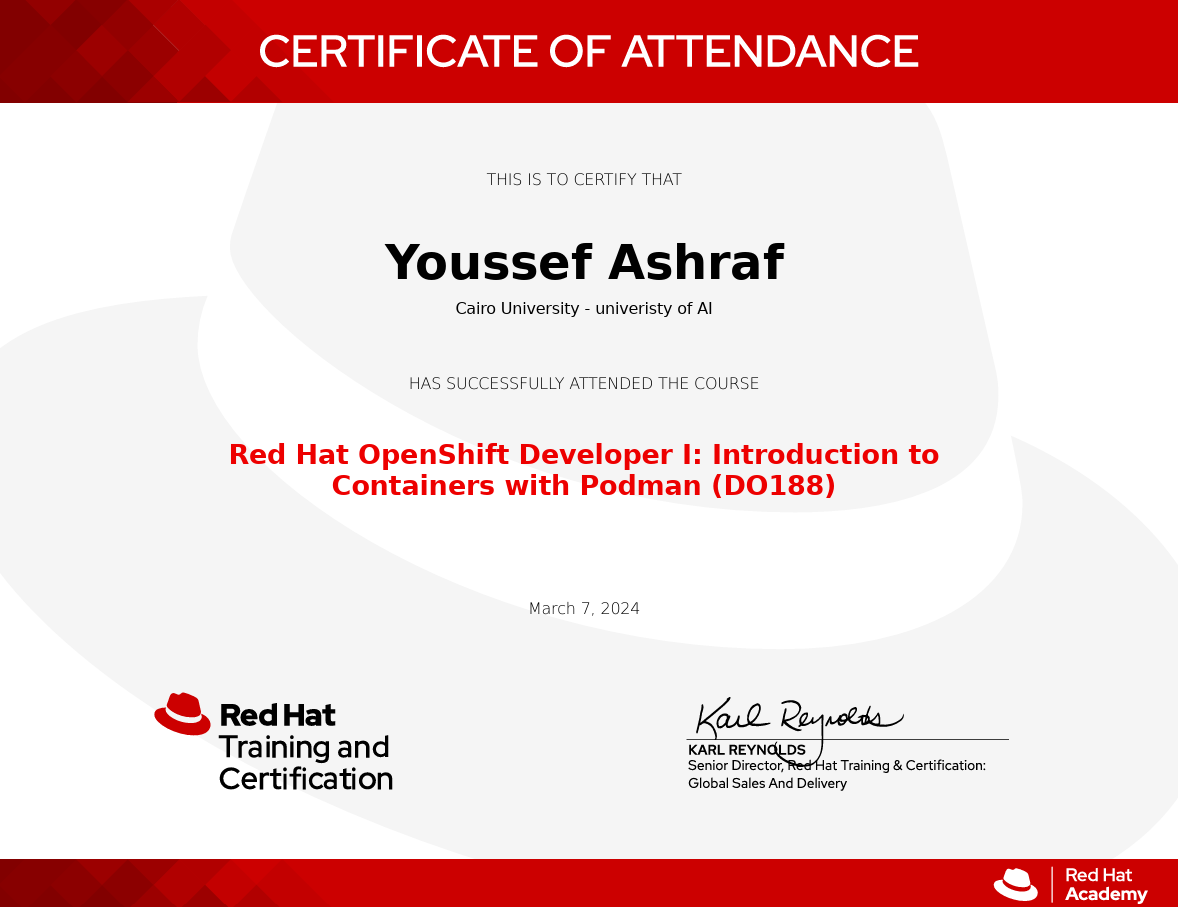 CERTIFICATE OF ATTENDANCE
THIS IS TO CERTIFY THAT
Youssef Ashraf
Cairo University - univeristy of AI
HAS SUCCESSFULLY ATTENDED THE COURSE
Red Hat OpenShift Developer I: Introduction to
Containers with Podman (DO188)
March 7, 2024
Red Hat
Training and
Certification
Karl Reynolds
KARL REYNOLDS
Senior Director, Red Hat Training & Certification:
Global Sales And Delivery
Red Hat
Academy